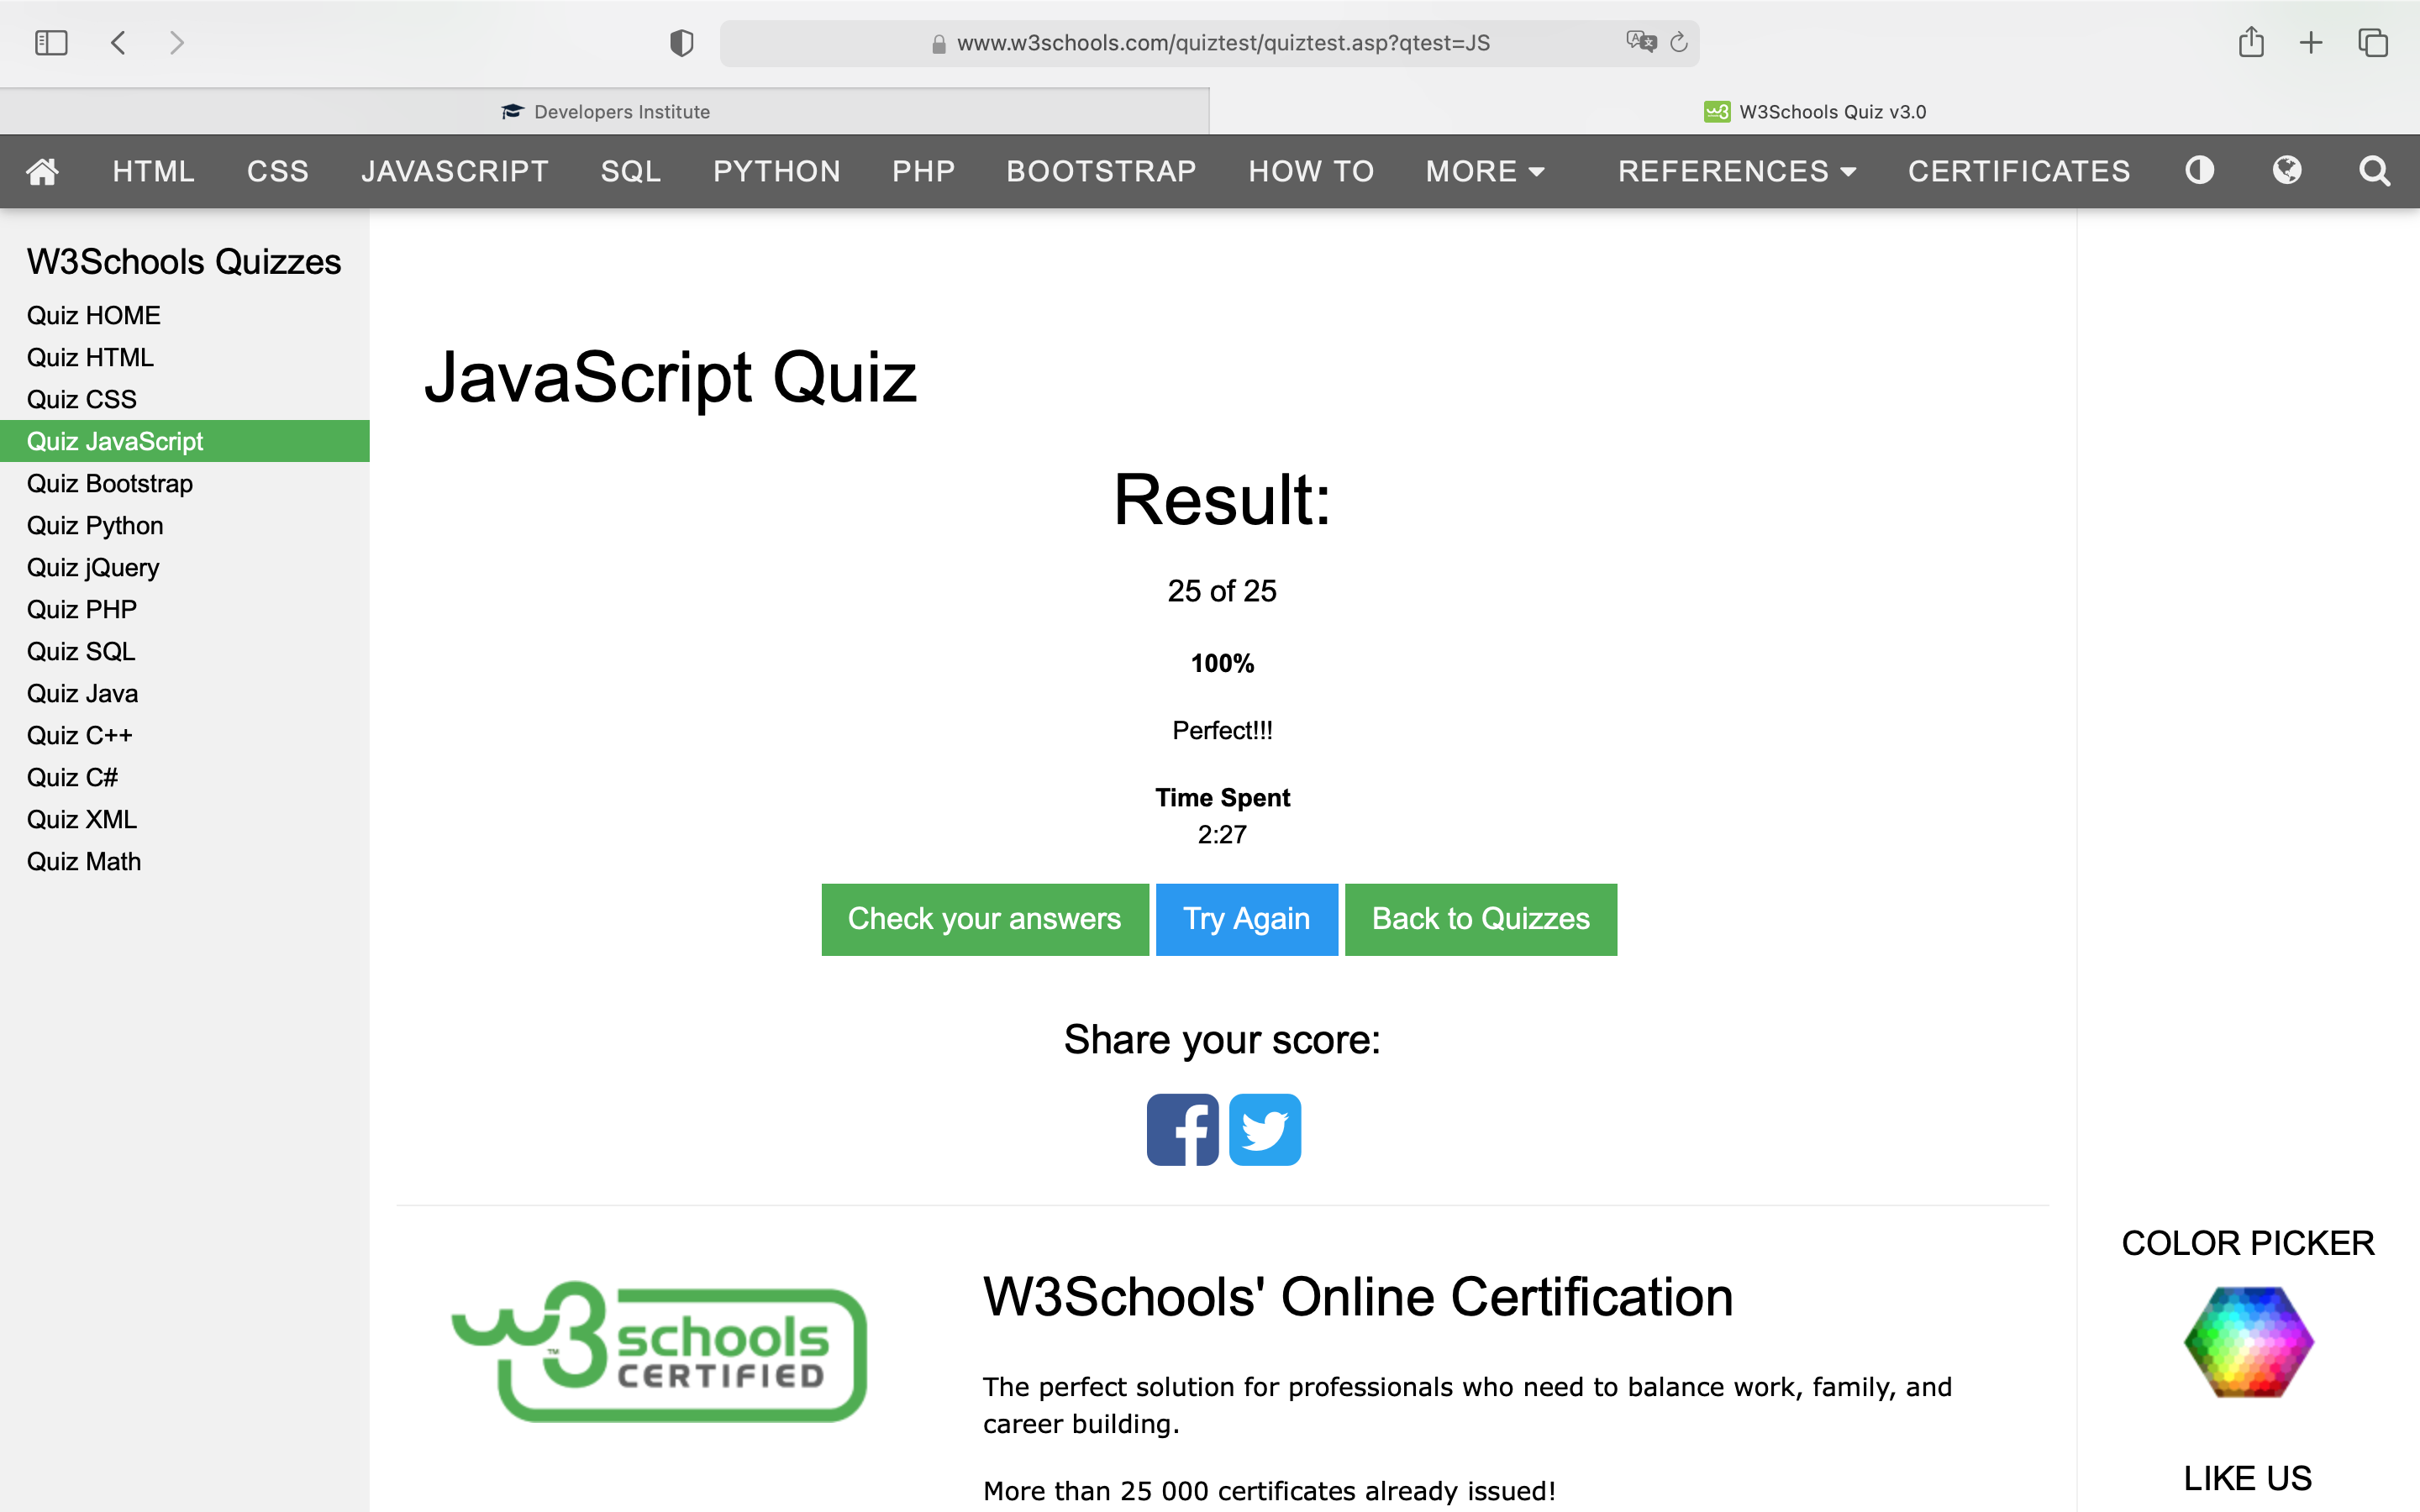 www.w3schools.com/quiztest/quiztest.asp?qtest=JS
Developers Institute
W3Schools Quiz v3.0
HTML CSS JAVASCRIPT SQL PYTHON PHP BOOTSTRAP HOW TO MORE REFERENCES CERTIFICATES
W3Schools Quizzes
Quiz HOME
Quiz HTML
Quiz CSS
Quiz JavaScript
Quiz Bootstrap
Quiz Python
Quiz jQuery
Quiz PHP
Quiz SQL
Quiz Java
Quiz C++
Quiz C#
Quiz XML
Quiz Math
JavaScript Quiz
Result:
25 of 25
100%
Perfect!!!
Time Spent
2:27
Check your answers Try Again Back to Quizzes
Share your score:
w3schools
™
CERTIFIED
W3Schools' Online Certification
The perfect solution for professionals who need to balance work, family, and
career building.
More than 25 000 certificates already issued!
COLOR PICKER
LIKE US